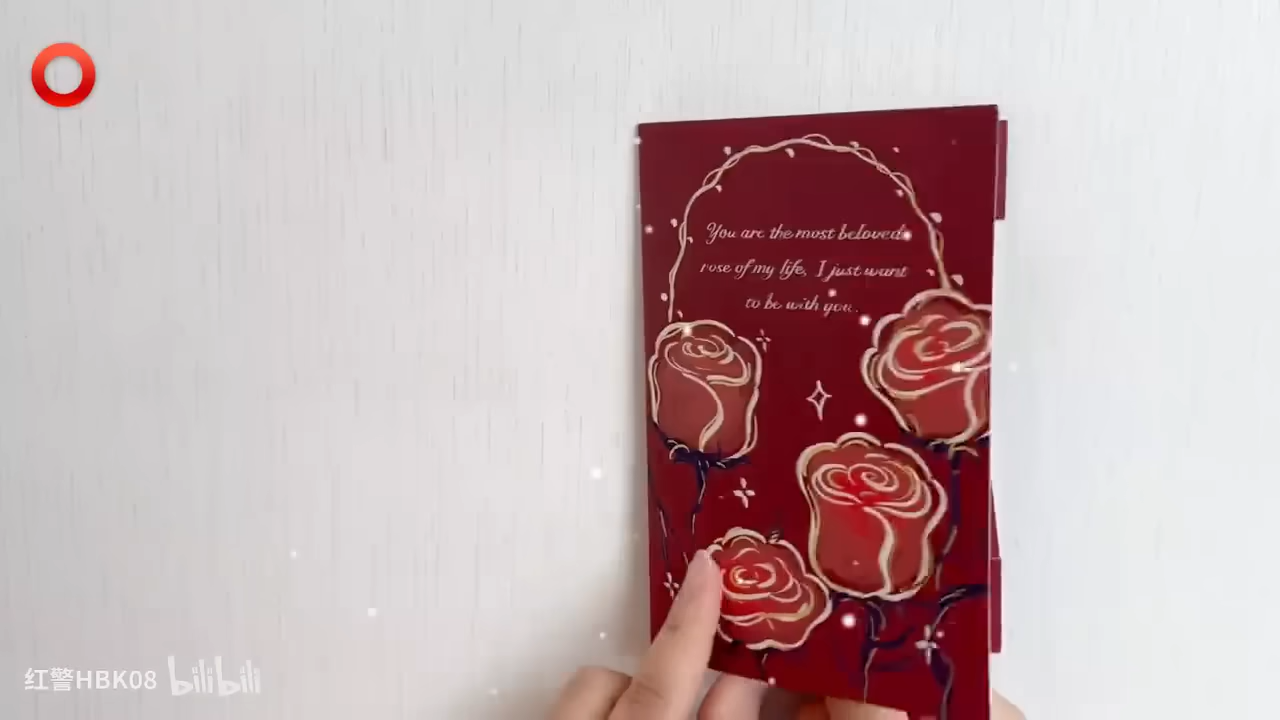 You are the most beloved
rose of my life, I just want
to be with you.
红警HBK08 bilibili